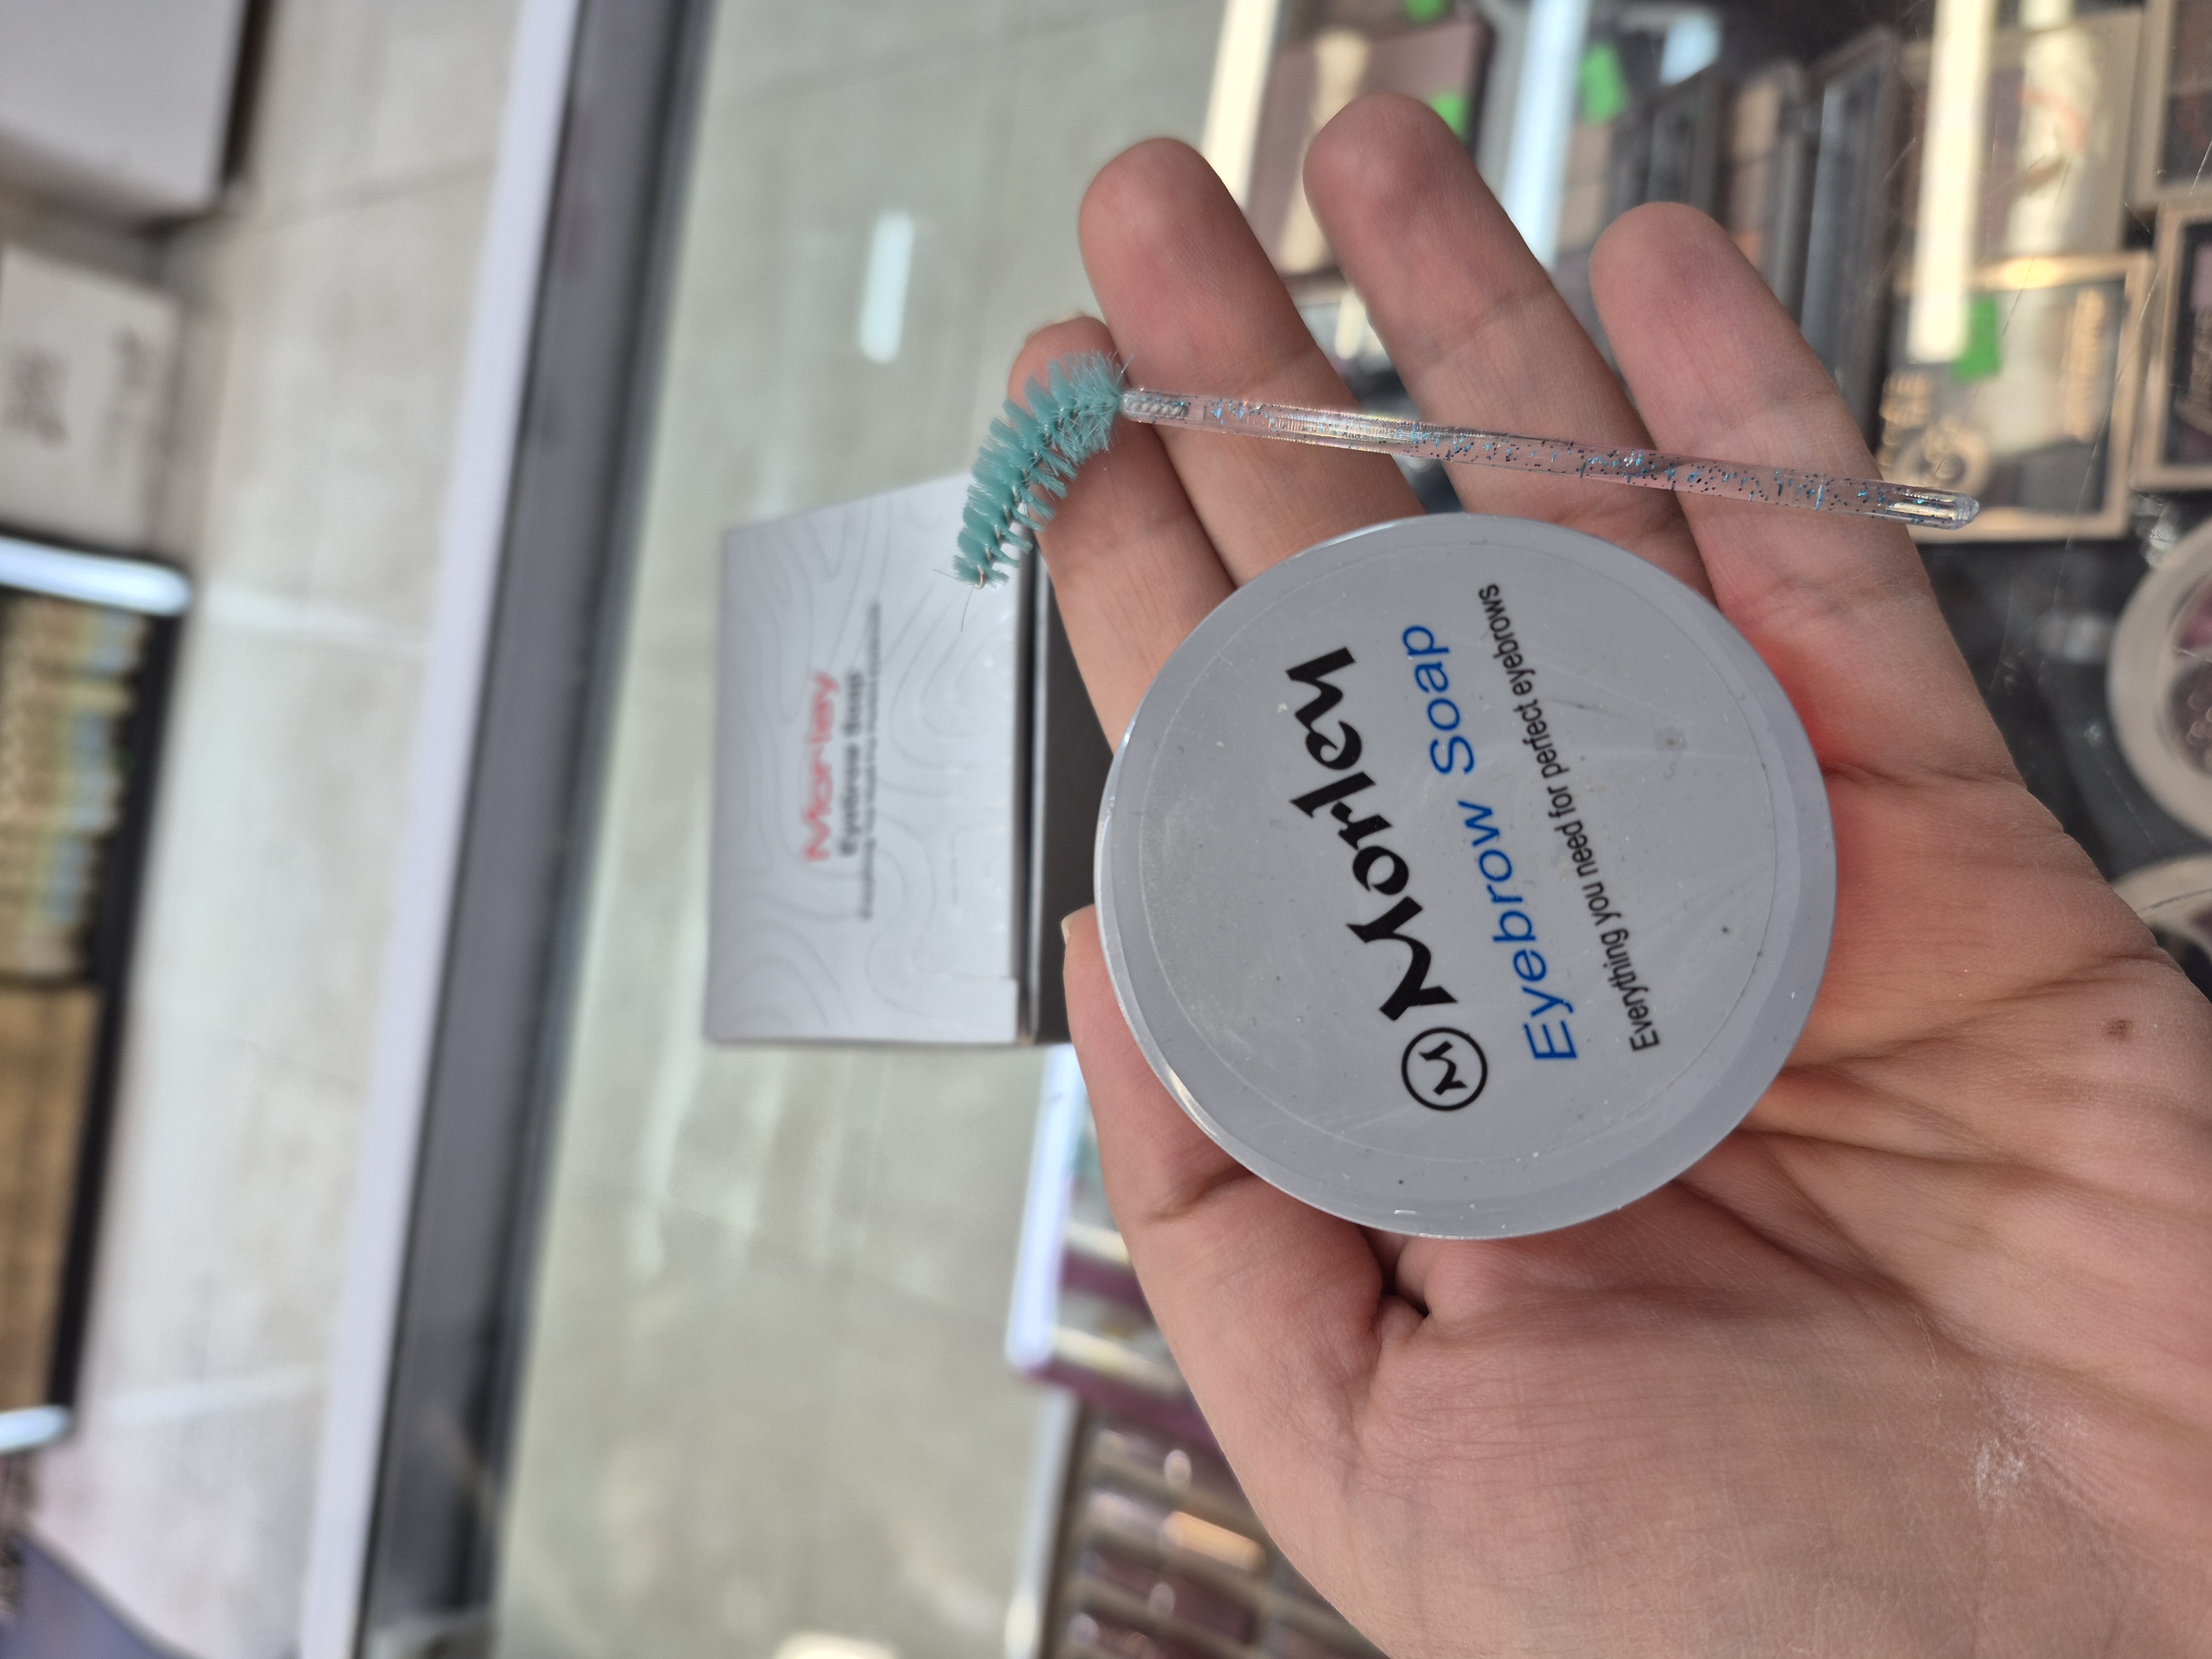 Morley
Eyebrow Soap
Everything you need for perfect eyebrows
Morley
Eyebrow Soap